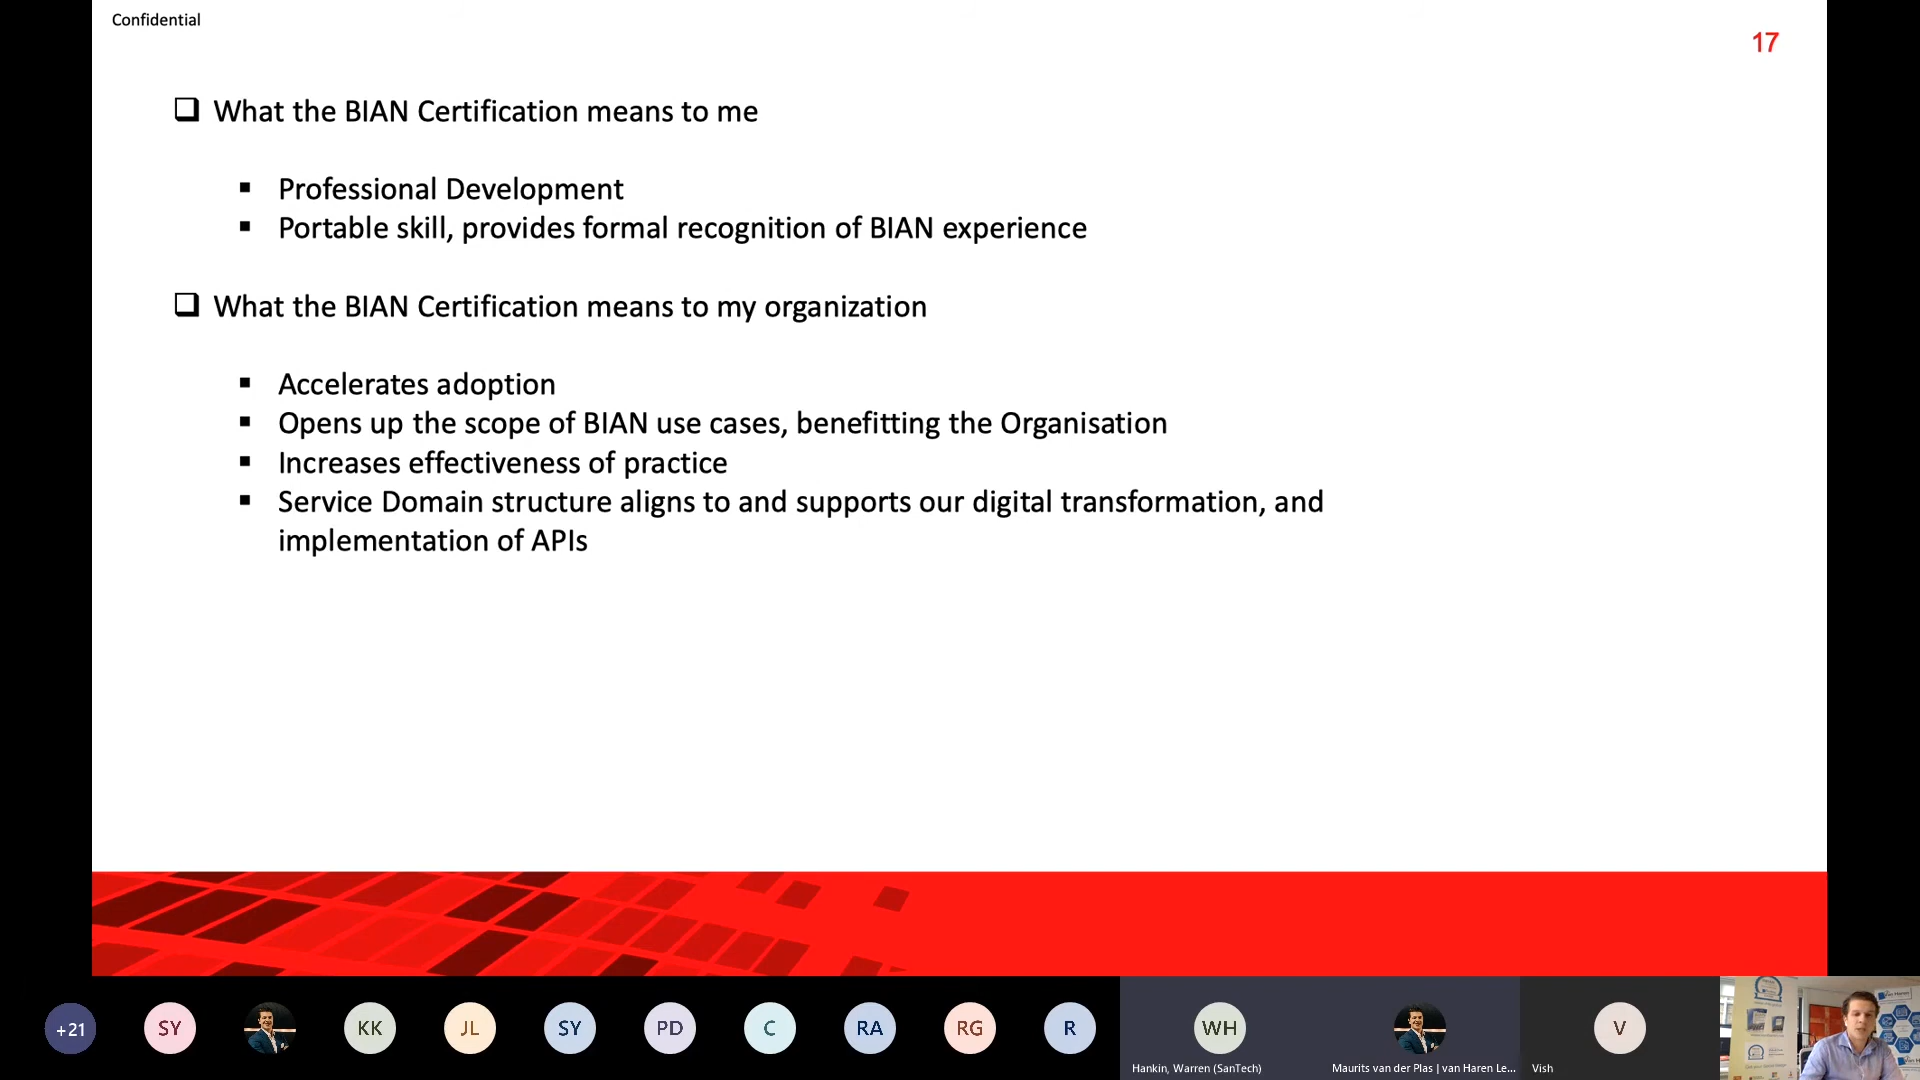 Confidential
17
What the BIAN Certification means to me
Professional Development
Portable skill, provides formal recognition of BIAN experience
What the BIAN Certification means to my organization
Accelerates adoption
Opens up the scope of BIAN use cases, benefitting the Organisation
Increases effectiveness of practice
Service Domain structure aligns to and supports our digital transformation, and
implementation of APIs
+21
SY
KK
JL
SY
PD
C
RA
RG
R
WH
V
Hankin, Warren (SanTech)
Maurits van der Plas | van Haren Le...
Vish